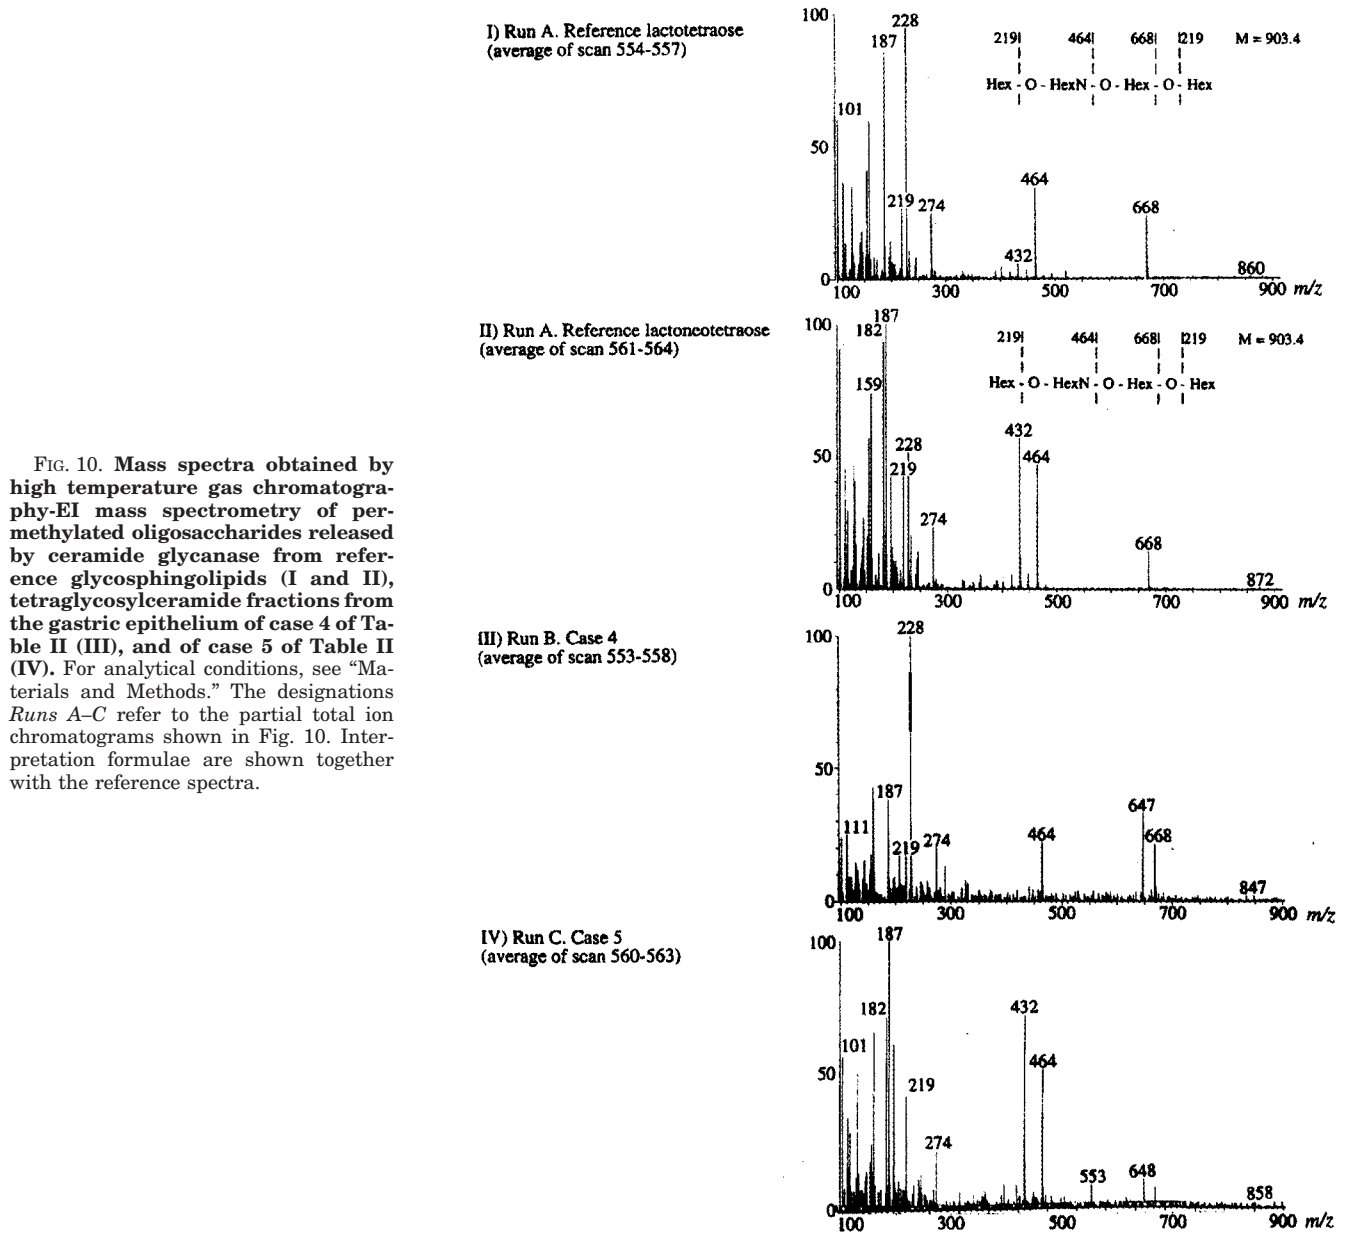 FIG. 10. Mass spectra obtained by
high temperature gas chromatogra-
phy-EI mass spectrometry of per-
methylated oligosaccharides released
by ceramide glycanase from refer-
ence glycosphingolipids (I and II),
tetraglycosylceramide fractions from
the gastric epithelium of case 4 of Ta-
ble II (III), and of case 5 of Table II
(IV). For analytical conditions, see “Ma-
terials and Methods.” The designations
Runs A–C refer to the partial total ion
chromatograms shown in Fig. 10. Inter-
pretation formulae are shown together
with the reference spectra.
I) Run A. Reference lactotetraose
(average of scan 554-557)
100
50
0
228
187
101
219
274
432
464
668
860
219 464 668 219 M = 903.4
Hex - O - HexN - O - Hex - O - Hex
100 300 500 700 900 m/z
II) Run A. Reference lactoneotetraose
(average of scan 561-564)
100
50
0
187
182
159
228
219
274
432
464
668
872
219 464 668 219 M = 903.4
Hex - O - HexN - O - Hex - O - Hex
100 300 500 700 900 m/z
III) Run B. Case 4
(average of scan 553-558)
100
50
0
228
187
111
219
274
464
647
668
847
100 300 500 700 900 m/z
IV) Run C. Case 5
(average of scan 560-563)
100
50
0
187
182
101
219
274
432
464
553
648
858
100 300 500 700 900 m/z